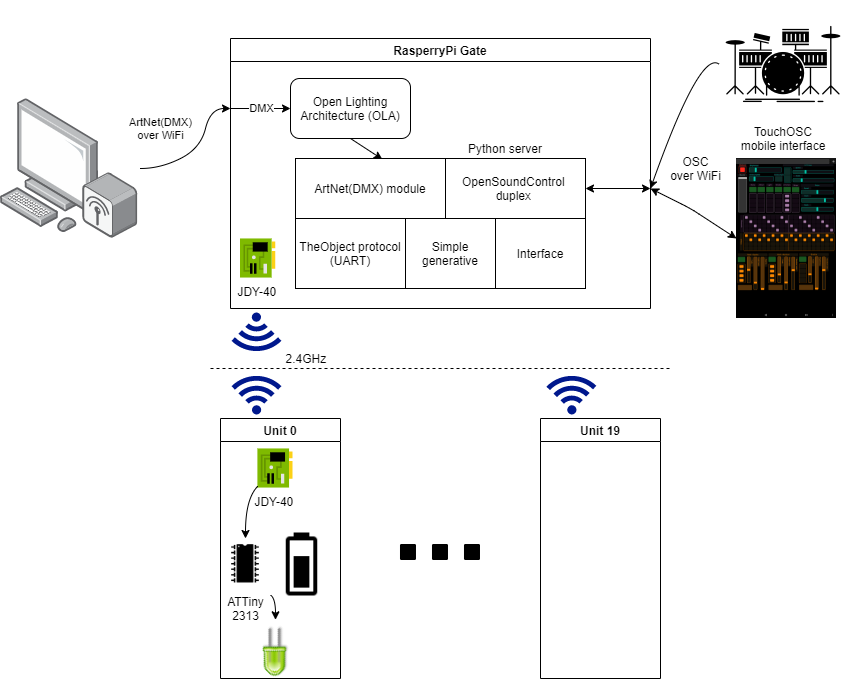 RasperryPi Gate
ArtNet(DMX)
over WiFi
DMX
Open Lighting
Architecture (OLA)
Python server
ArtNet(DMX) module
OpenSoundControl
duplex
TheObject protocol
(UART)
Simple
generative
Interface
JDY-40
OSC
over WiFi
TouchOSC
mobile interface
2.4GHz
Unit 0
JDY-40
ATTiny
2313
Unit 19